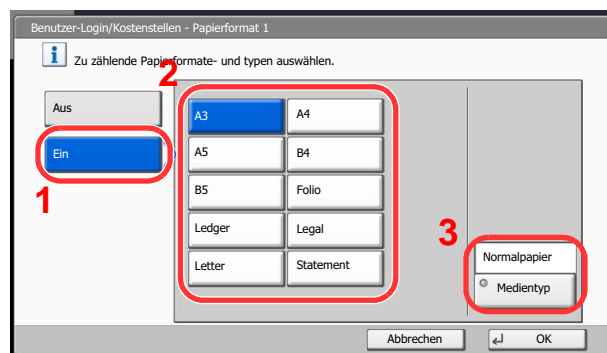 Benutzer-Login/Kostenstellen - Papierformat 1
i Zu zählende Papierformate- und typen auswählen.
2
Aus
Ein
1
A3 A4
A5 B4
B5 Folio
Ledger Legal
Letter Statement
3
Normalpapier
Medientyp
Abbrechen OK